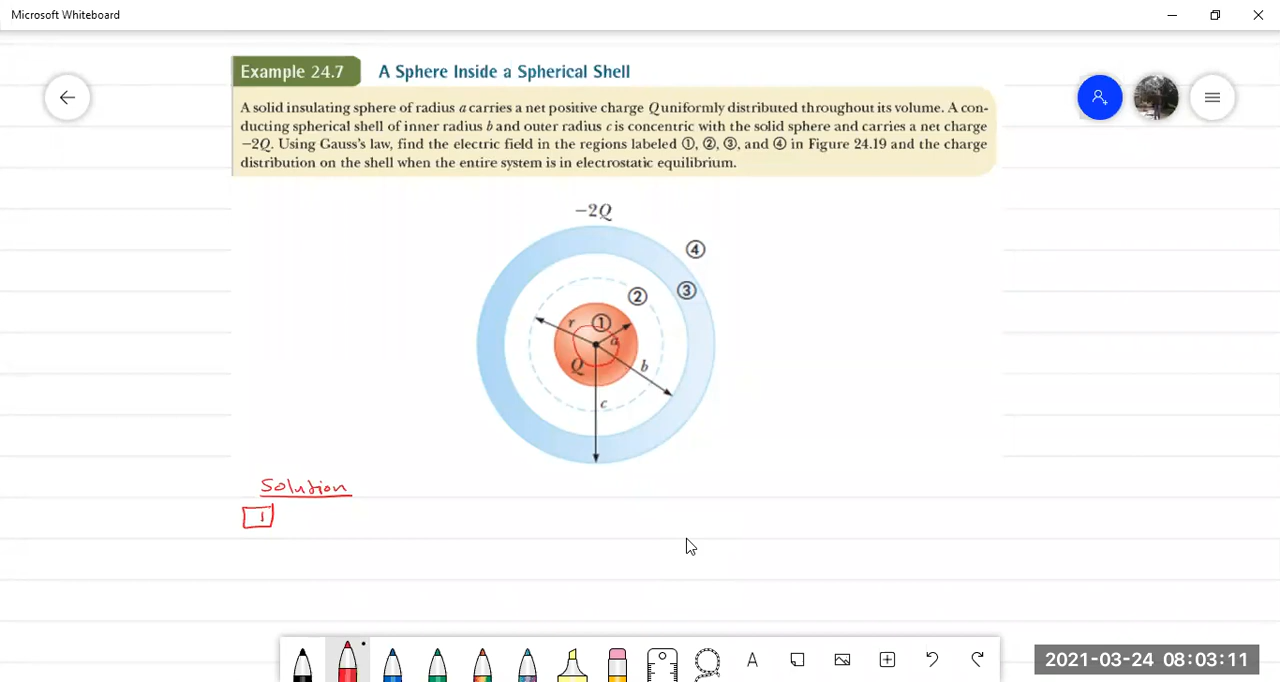 Microsoft Whiteboard
Example 24.7 A Sphere Inside a Spherical Shell
A solid insulating sphere of radius a carries a net positive charge Q uniformly distributed throughout its volume. A con-
ducting spherical shell of inner radius b and outer radius c is concentric with the solid sphere and carries a net charge
−2Q. Using Gauss's law, find the electric field in the regions labeled ①, ②, ③, and ④ in Figure 24.19 and the charge
distribution on the shell when the entire system is in electrostatic equilibrium.
−2Q
④
③
②
①
r
a
Q
b
c
Solution
1
A
2021-03-24 08:03:11